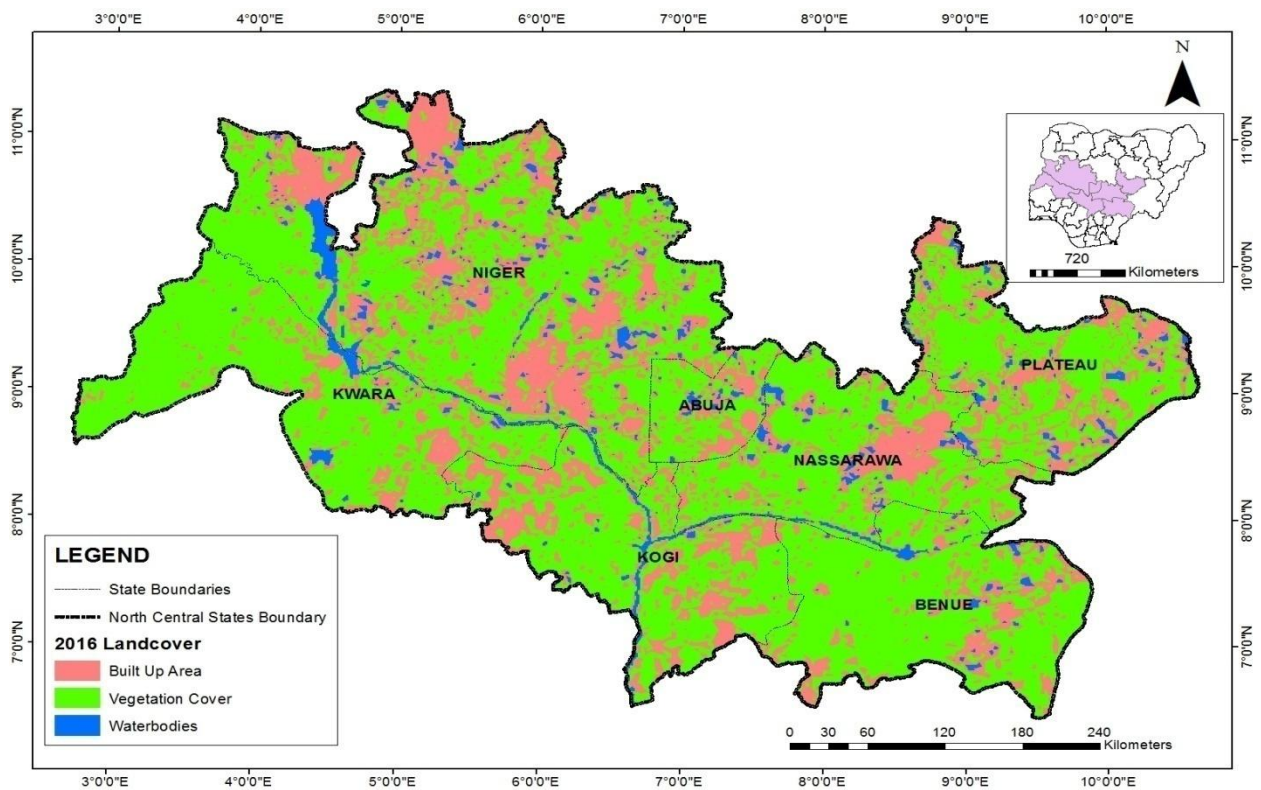 3°0'0"E 4°0'0"E 5°0'0"E 6°0'0"E 7°0'0"E 8°0'0"E 9°0'0"E 10°0'0"E
N
11°0'0"N
11°0'0"N
720
Kilometers
10°0'0"N
NIGER
10°0'0"N
PLATEAU
9°0'0"N
KWARA
ABUJA
9°0'0"N
NASSARAWA
8°0'0"N
8°0'0"N
KOGI
BENUE
7°0'0"N
7°0'0"N
LEGEND
State Boundaries
North Central States Boundary
2016 Landcover
Built Up Area
Vegetation Cover
Waterbodies
0 30 60 120 180 240
Kilometers
3°0'0"E 4°0'0"E 5°0'0"E 6°0'0"E 7°0'0"E 8°0'0"E 9°0'0"E 10°0'0"E